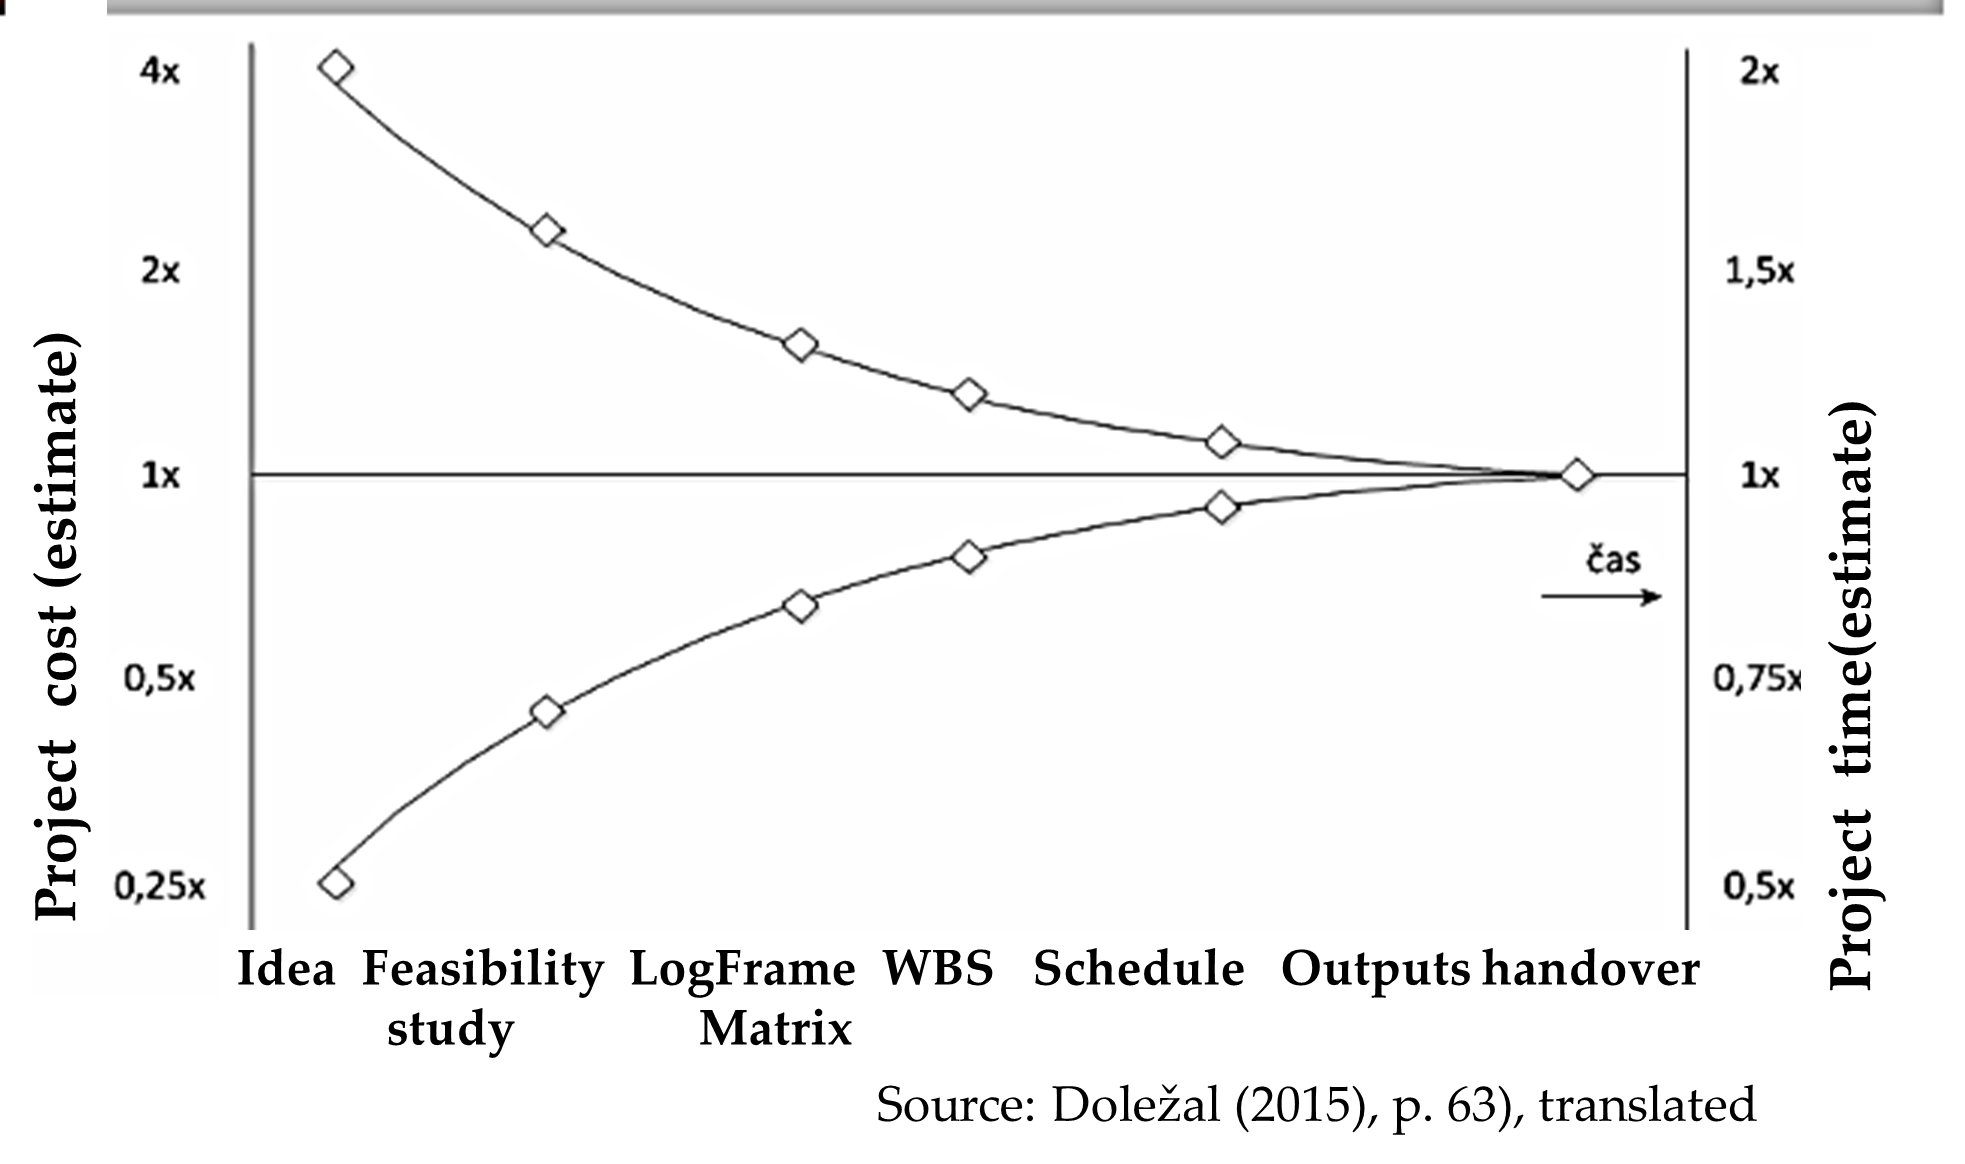 4x
2x
2x
1,5x
1x
1x
čas
0,5x
0,75x
0,25x
0,5x
Project cost (estimate)
Project time(estimate)
Idea Feasibility LogFrame WBS Schedule Outputs handover
study Matrix
Source: Doležal (2015), p. 63), translated